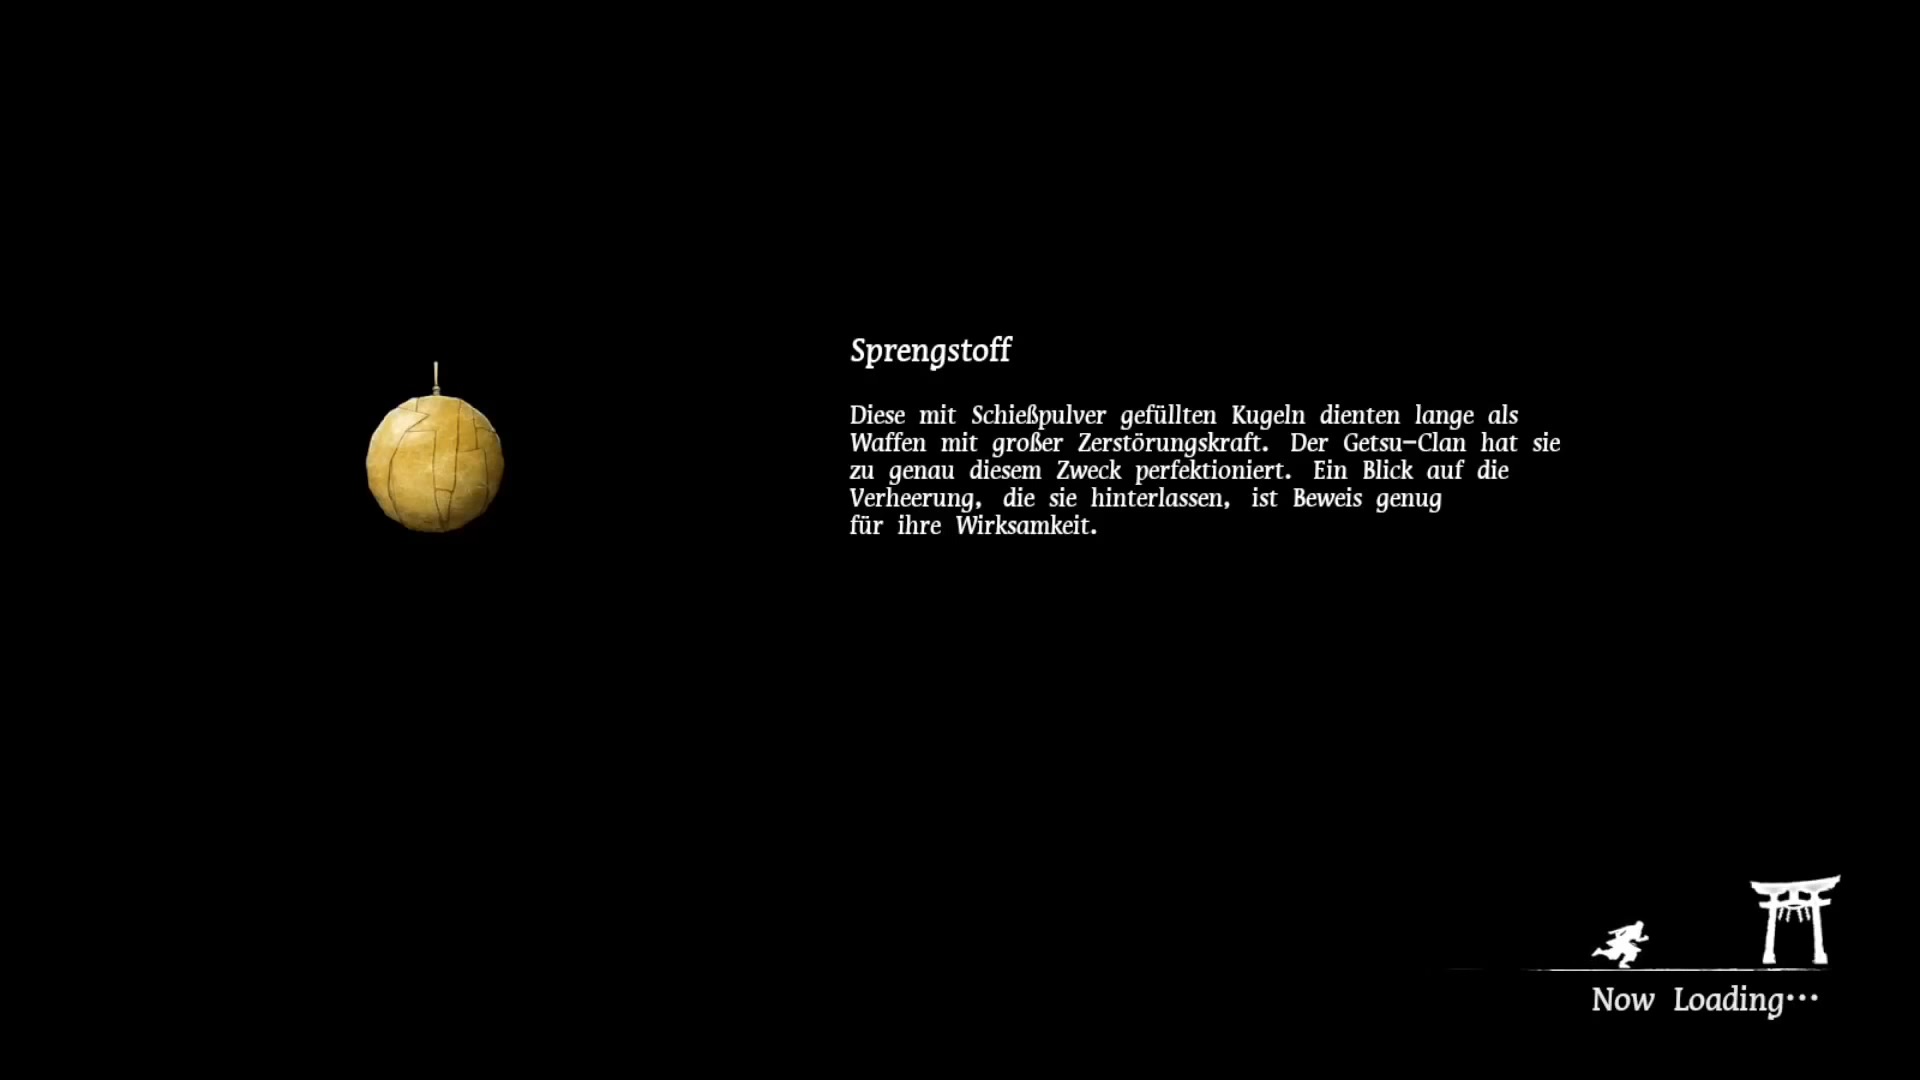 Sprengstoff
Diese mit Schießpulver gefüllten Kugeln dienten lange als
Waffen mit großer Zerstörungskraft. Der Getsu-Clan hat sie
zu genau diesem Zweck perfektioniert. Ein Blick auf die
Verheerung, die sie hinterlassen, ist Beweis genug
für ihre Wirksamkeit.
Now Loading…